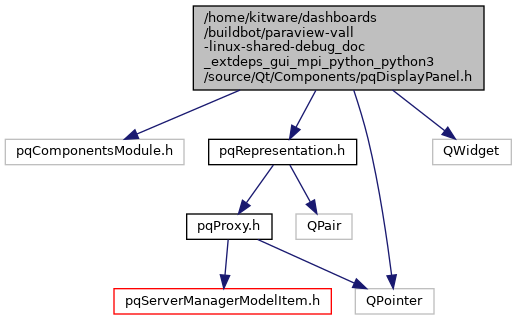 /home/kitware/dashboards
/buildbot/paraview-vall
-linux-shared-debug_doc
_extdeps_gui_mpi_python_python3
/source/Qt/Components/pqDisplayPanel.h
pqComponentsModule.h
pqRepresentation.h
QWidget
pqProxy.h
QPair
pqServerManagerModelItem.h
QPointer